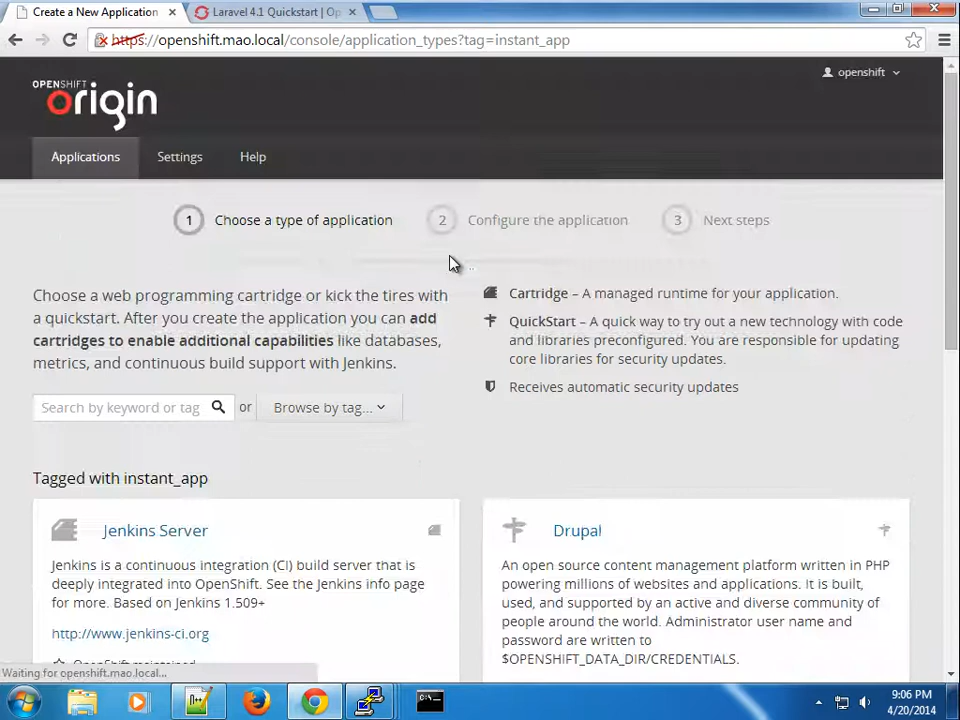 Create a New Application
Laravel 4.1 Quickstart | Op
https://openshift.mao.local/console/application_types?tag=instant_app
OPENSHIFT
origin
openshift
Applications
Settings
Help
1
Choose a type of application
2
Configure the application
3
Next steps
Choose a web programming cartridge or kick the tires with
a quickstart. After you create the application you can add
cartridges to enable additional capabilities like databases,
metrics, and continuous build support with Jenkins.
Cartridge – A managed runtime for your application.
QuickStart – A quick way to try out a new technology with code
and libraries preconfigured. You are responsible for updating
core libraries for security updates.
Receives automatic security updates
Search by keyword or tag
or
Browse by tag...
Tagged with instant_app
Jenkins Server
Jenkins is a continuous integration (CI) build server that is
deeply integrated into OpenShift. See the Jenkins info page
for more. Based on Jenkins 1.509+
http://www.jenkins-ci.org
OpenShift maintained
Drupal
An open source content management platform written in PHP
powering millions of websites and applications. It is built,
used, and supported by an active and diverse community of
people around the world. Administrator user name and
password are written to
$OPENSHIFT_DATA_DIR/CREDENTIALS.
Waiting for openshift.mao.local...
9:06 PM
4/20/2014